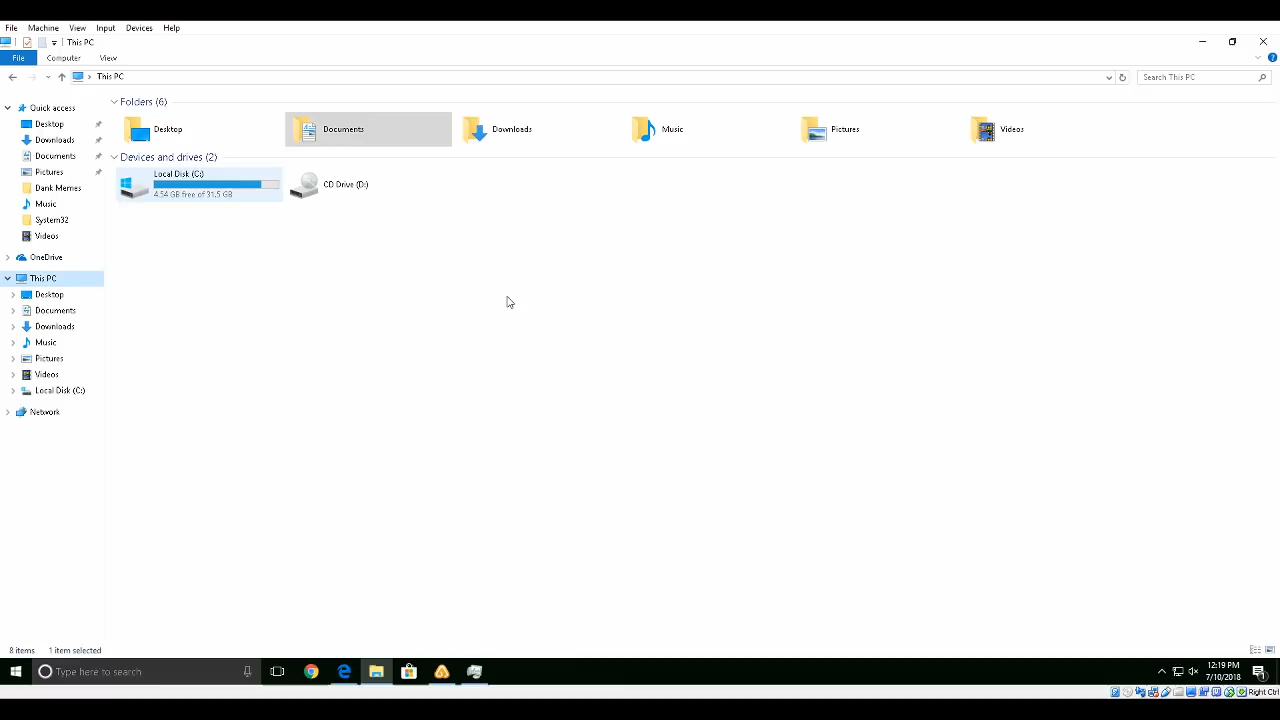 File Machine View Input Devices Help
This PC
File Computer View
This PC
Search This PC
Quick access
Desktop
Downloads
Documents
Pictures
Dank Memes
Music
System32
Videos
OneDrive
This PC
Desktop
Documents
Downloads
Music
Pictures
Videos
Local Disk (C:)
Network
Folders (6)
Desktop Documents Downloads Music Pictures Videos
Devices and drives (2)
Local Disk (C:)
4.54 GB free of 31.5 GB
CD Drive (D:)
8 items 1 item selected
Type here to search
12:19 PM
7/10/2018
1
Right Ctrl